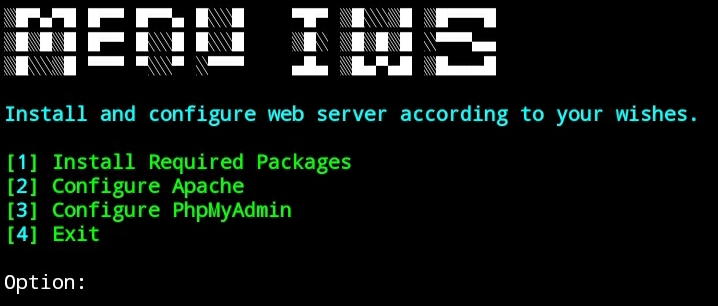 MENU IWS
Install and configure web server according to your wishes.
[1] Install Required Packages
[2] Configure Apache
[3] Configure PhpMyAdmin
[4] Exit
Option: